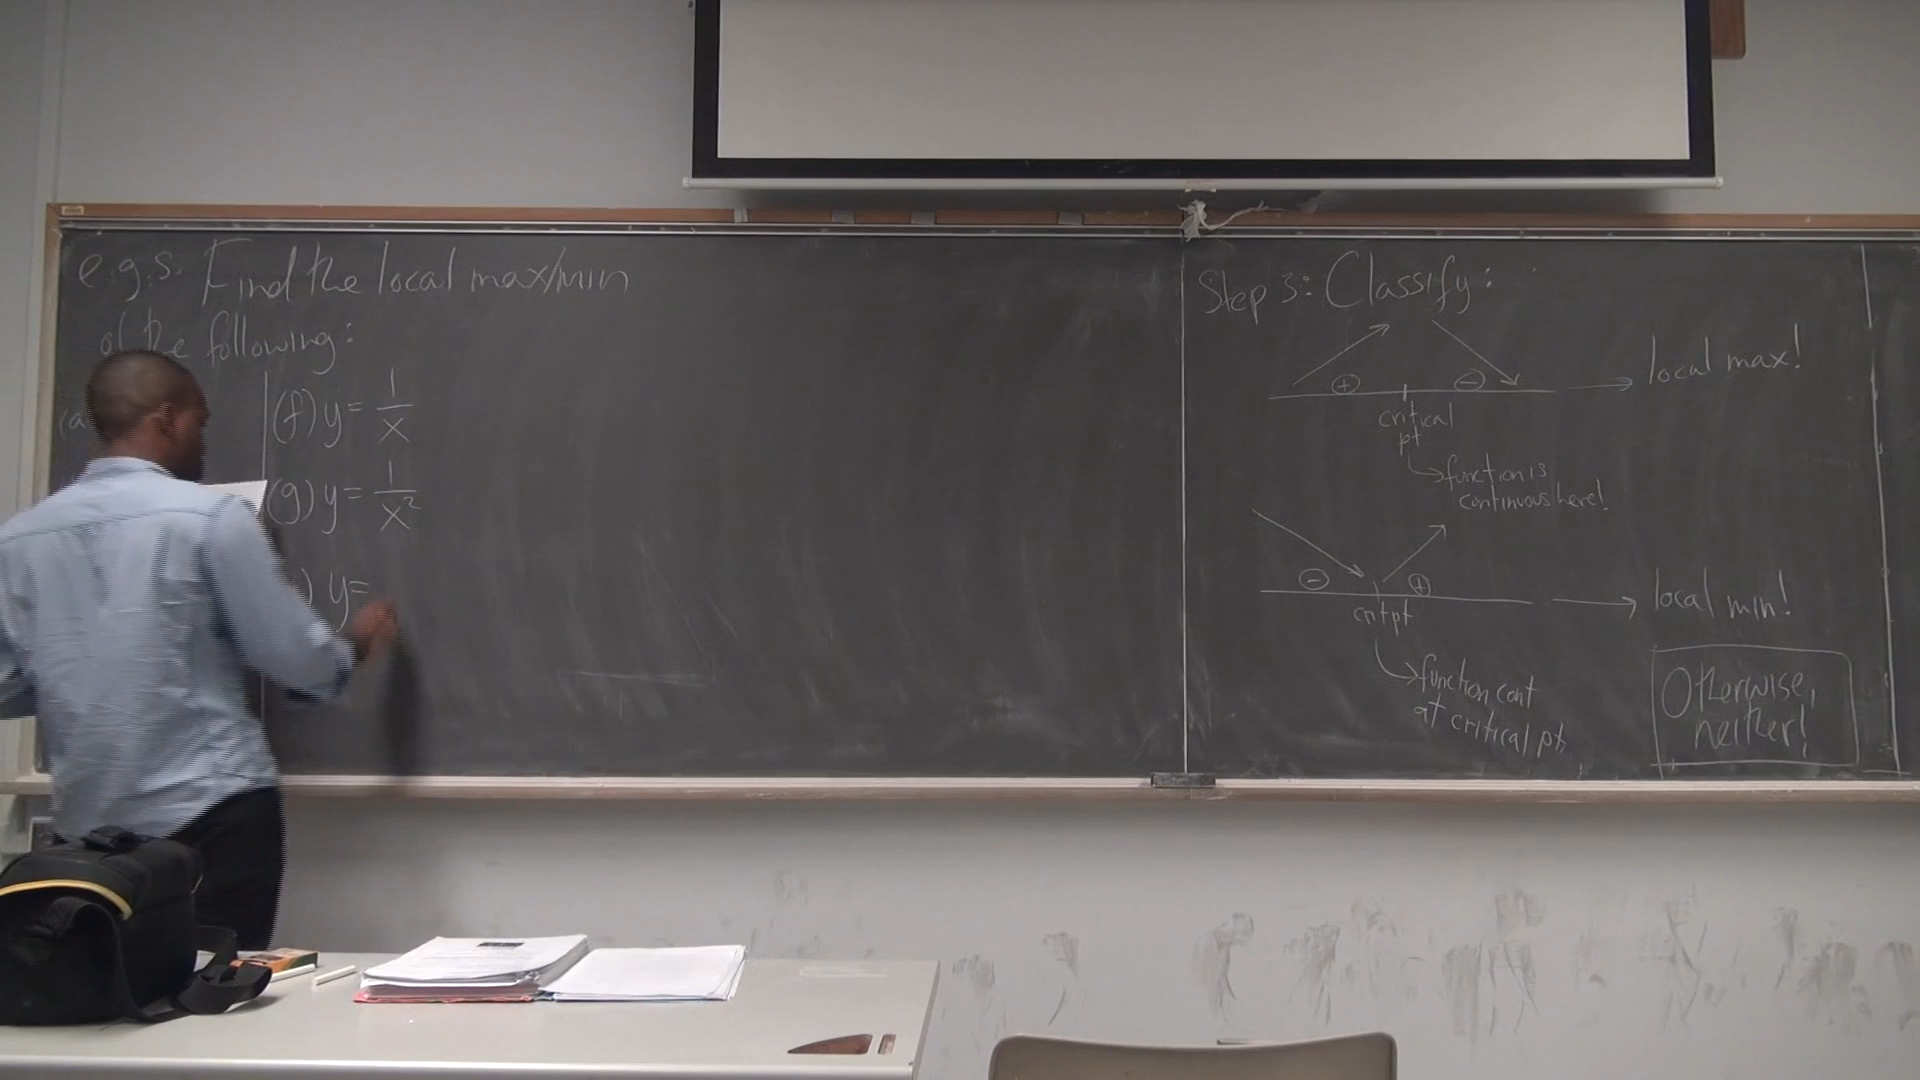 e.g.s. Find the local max/min
of the following:
(a
(f) y = 1/x
(g) y = 1/x²
) y=
Step 3: Classify:
+ -
critical
pt
function is
continuous here!
local max!
- +
crit pt
function cont
at critical pt.
local min!
Otherwise,
neither!